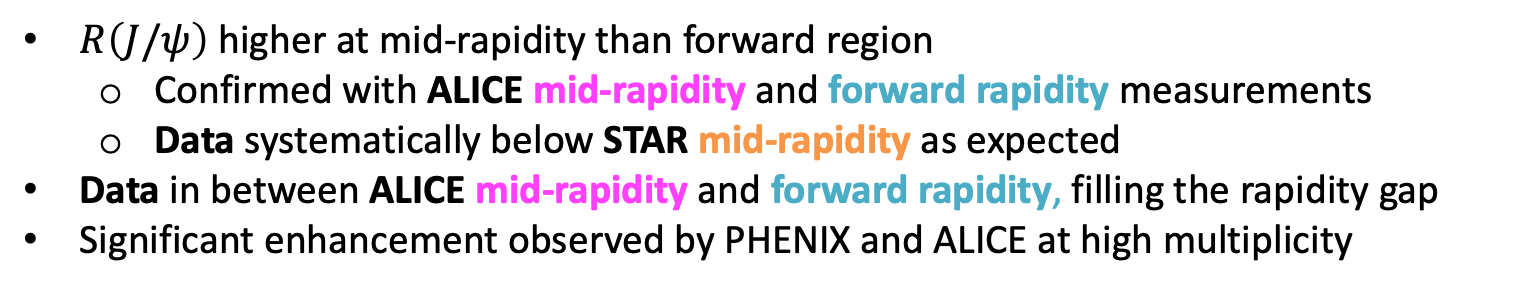 • R(J/ψ) higher at mid-rapidity than forward region
○ Confirmed with ALICE mid-rapidity and forward rapidity measurements
○ Data systematically below STAR mid-rapidity as expected
• Data in between ALICE mid-rapidity and forward rapidity, filling the rapidity gap
• Significant enhancement observed by PHENIX and ALICE at high multiplicity